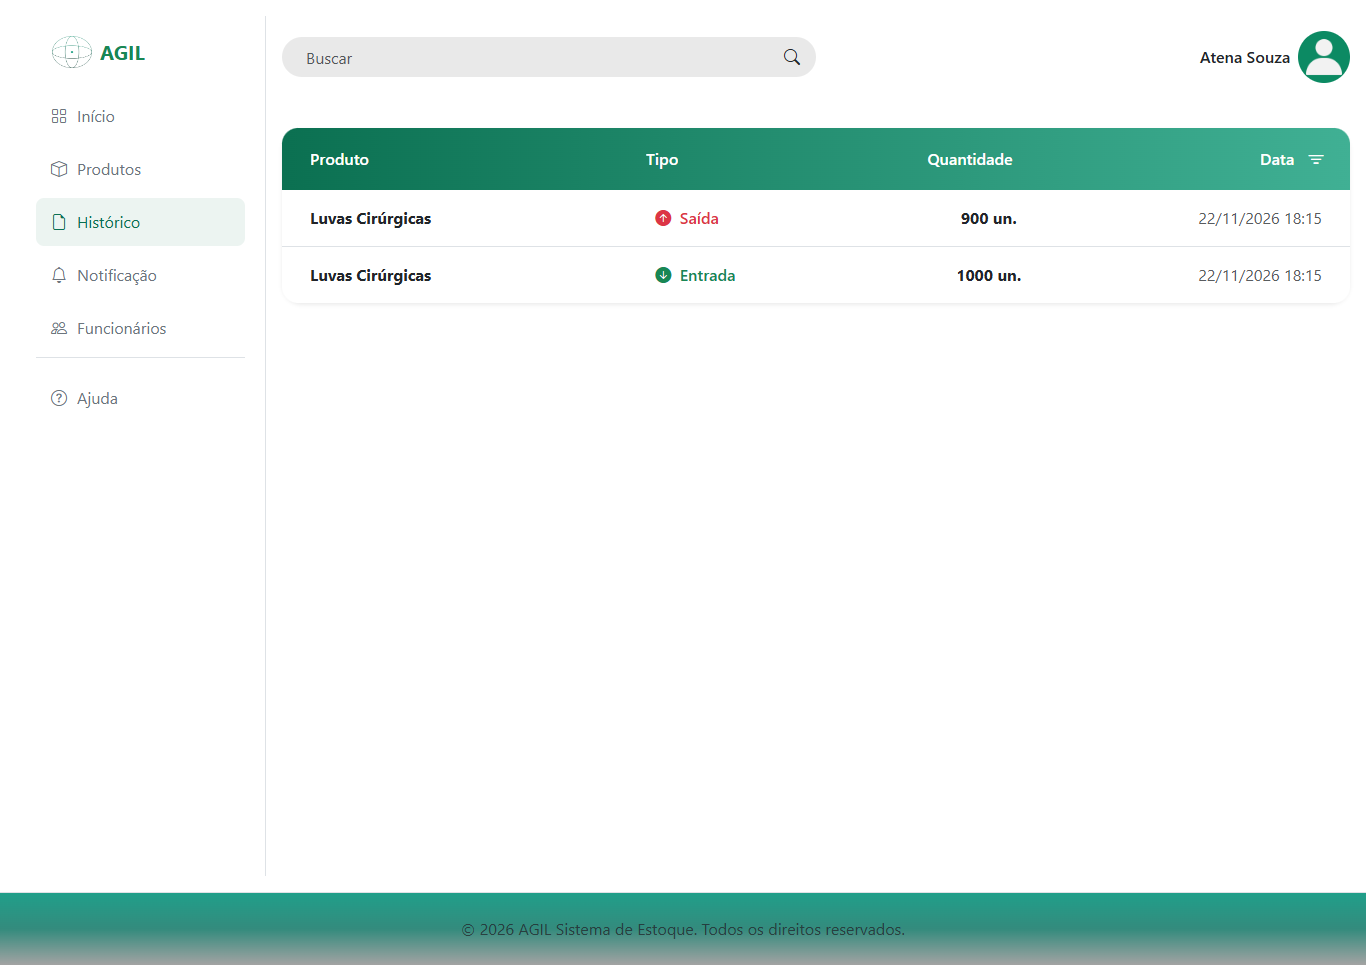 AGIL
Início
Produtos
Histórico
Notificação
Funcionários
Ajuda
Buscar
Atena Souza
Produto Tipo Quantidade Data
Luvas Cirúrgicas Saída 900 un. 22/11/2026 18:15
Luvas Cirúrgicas Entrada 1000 un. 22/11/2026 18:15
© 2026 AGIL Sistema de Estoque. Todos os direitos reservados.